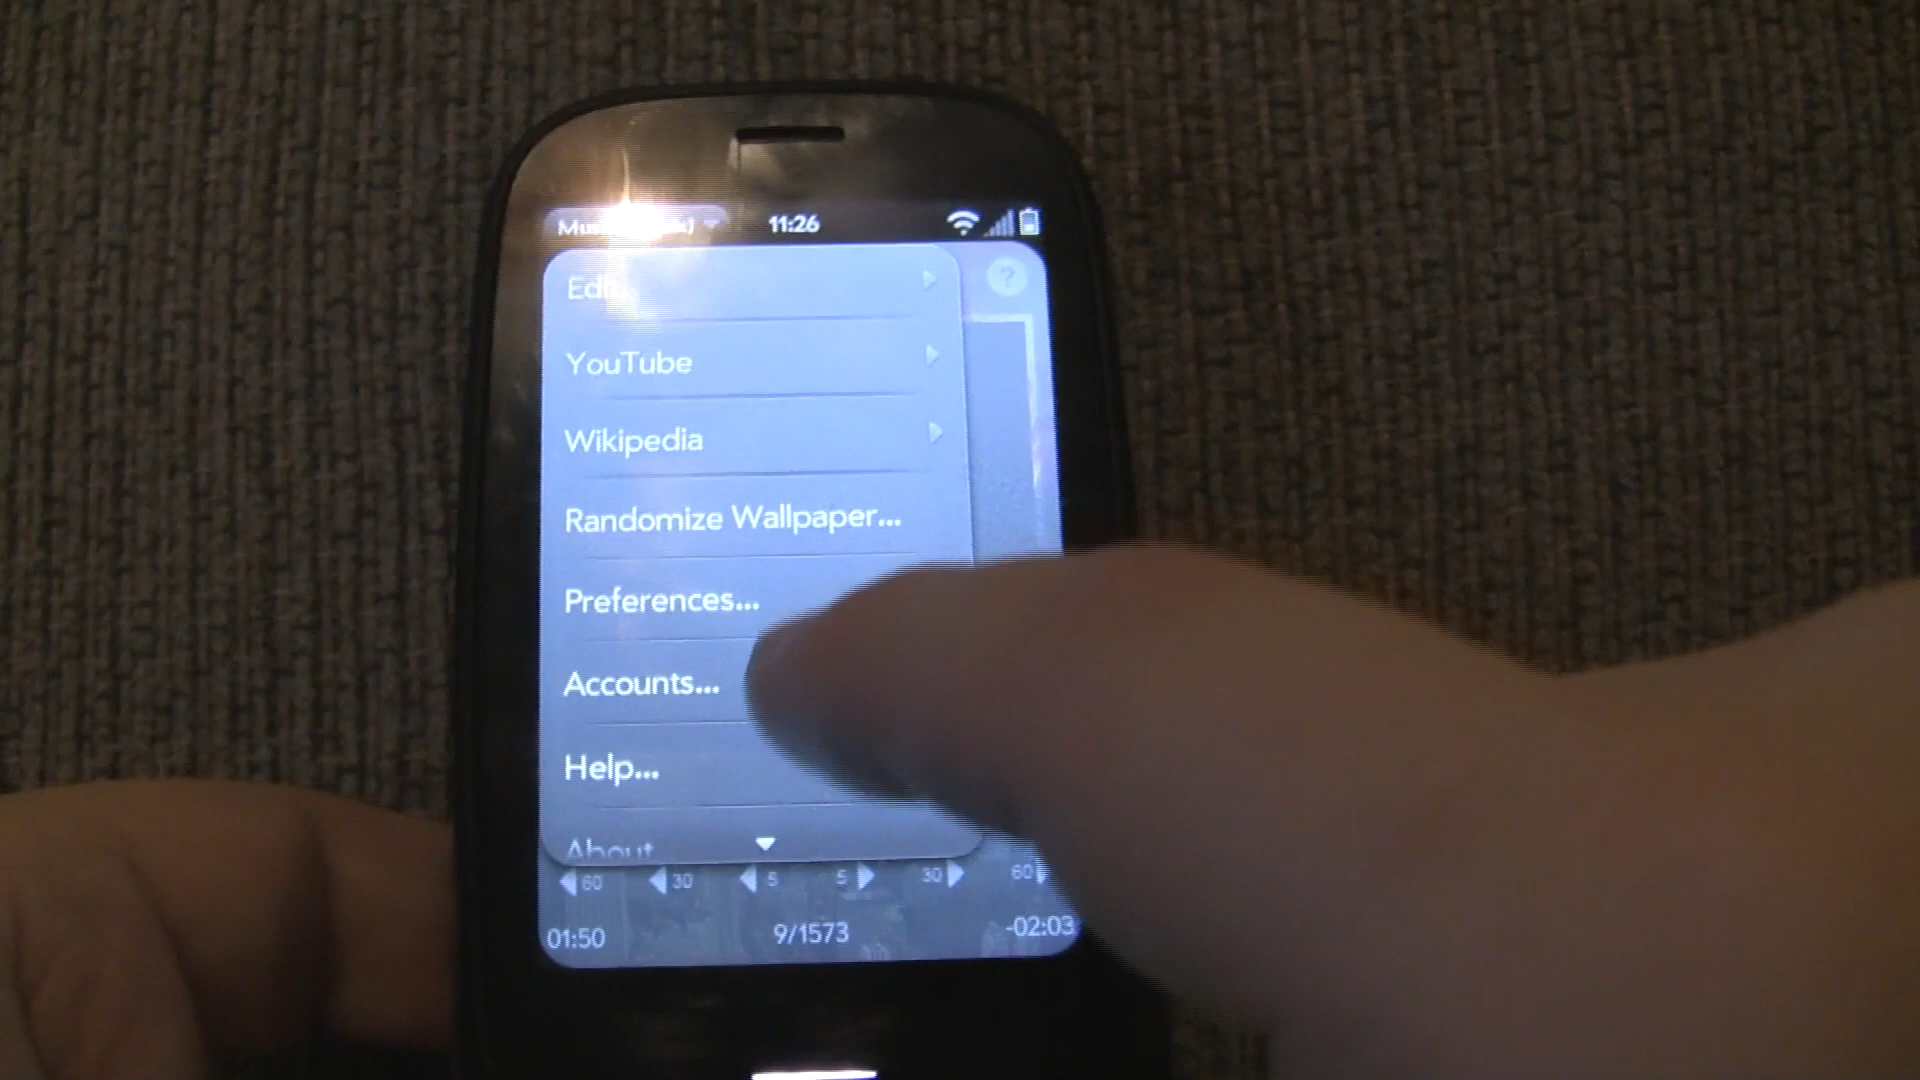 11:26
?
YouTube
Wikipedia
Randomize Wallpaper...
Preferences...
Accounts...
Help...
About
60 30 5 5 30 60
01:50 9/1573 -02:03